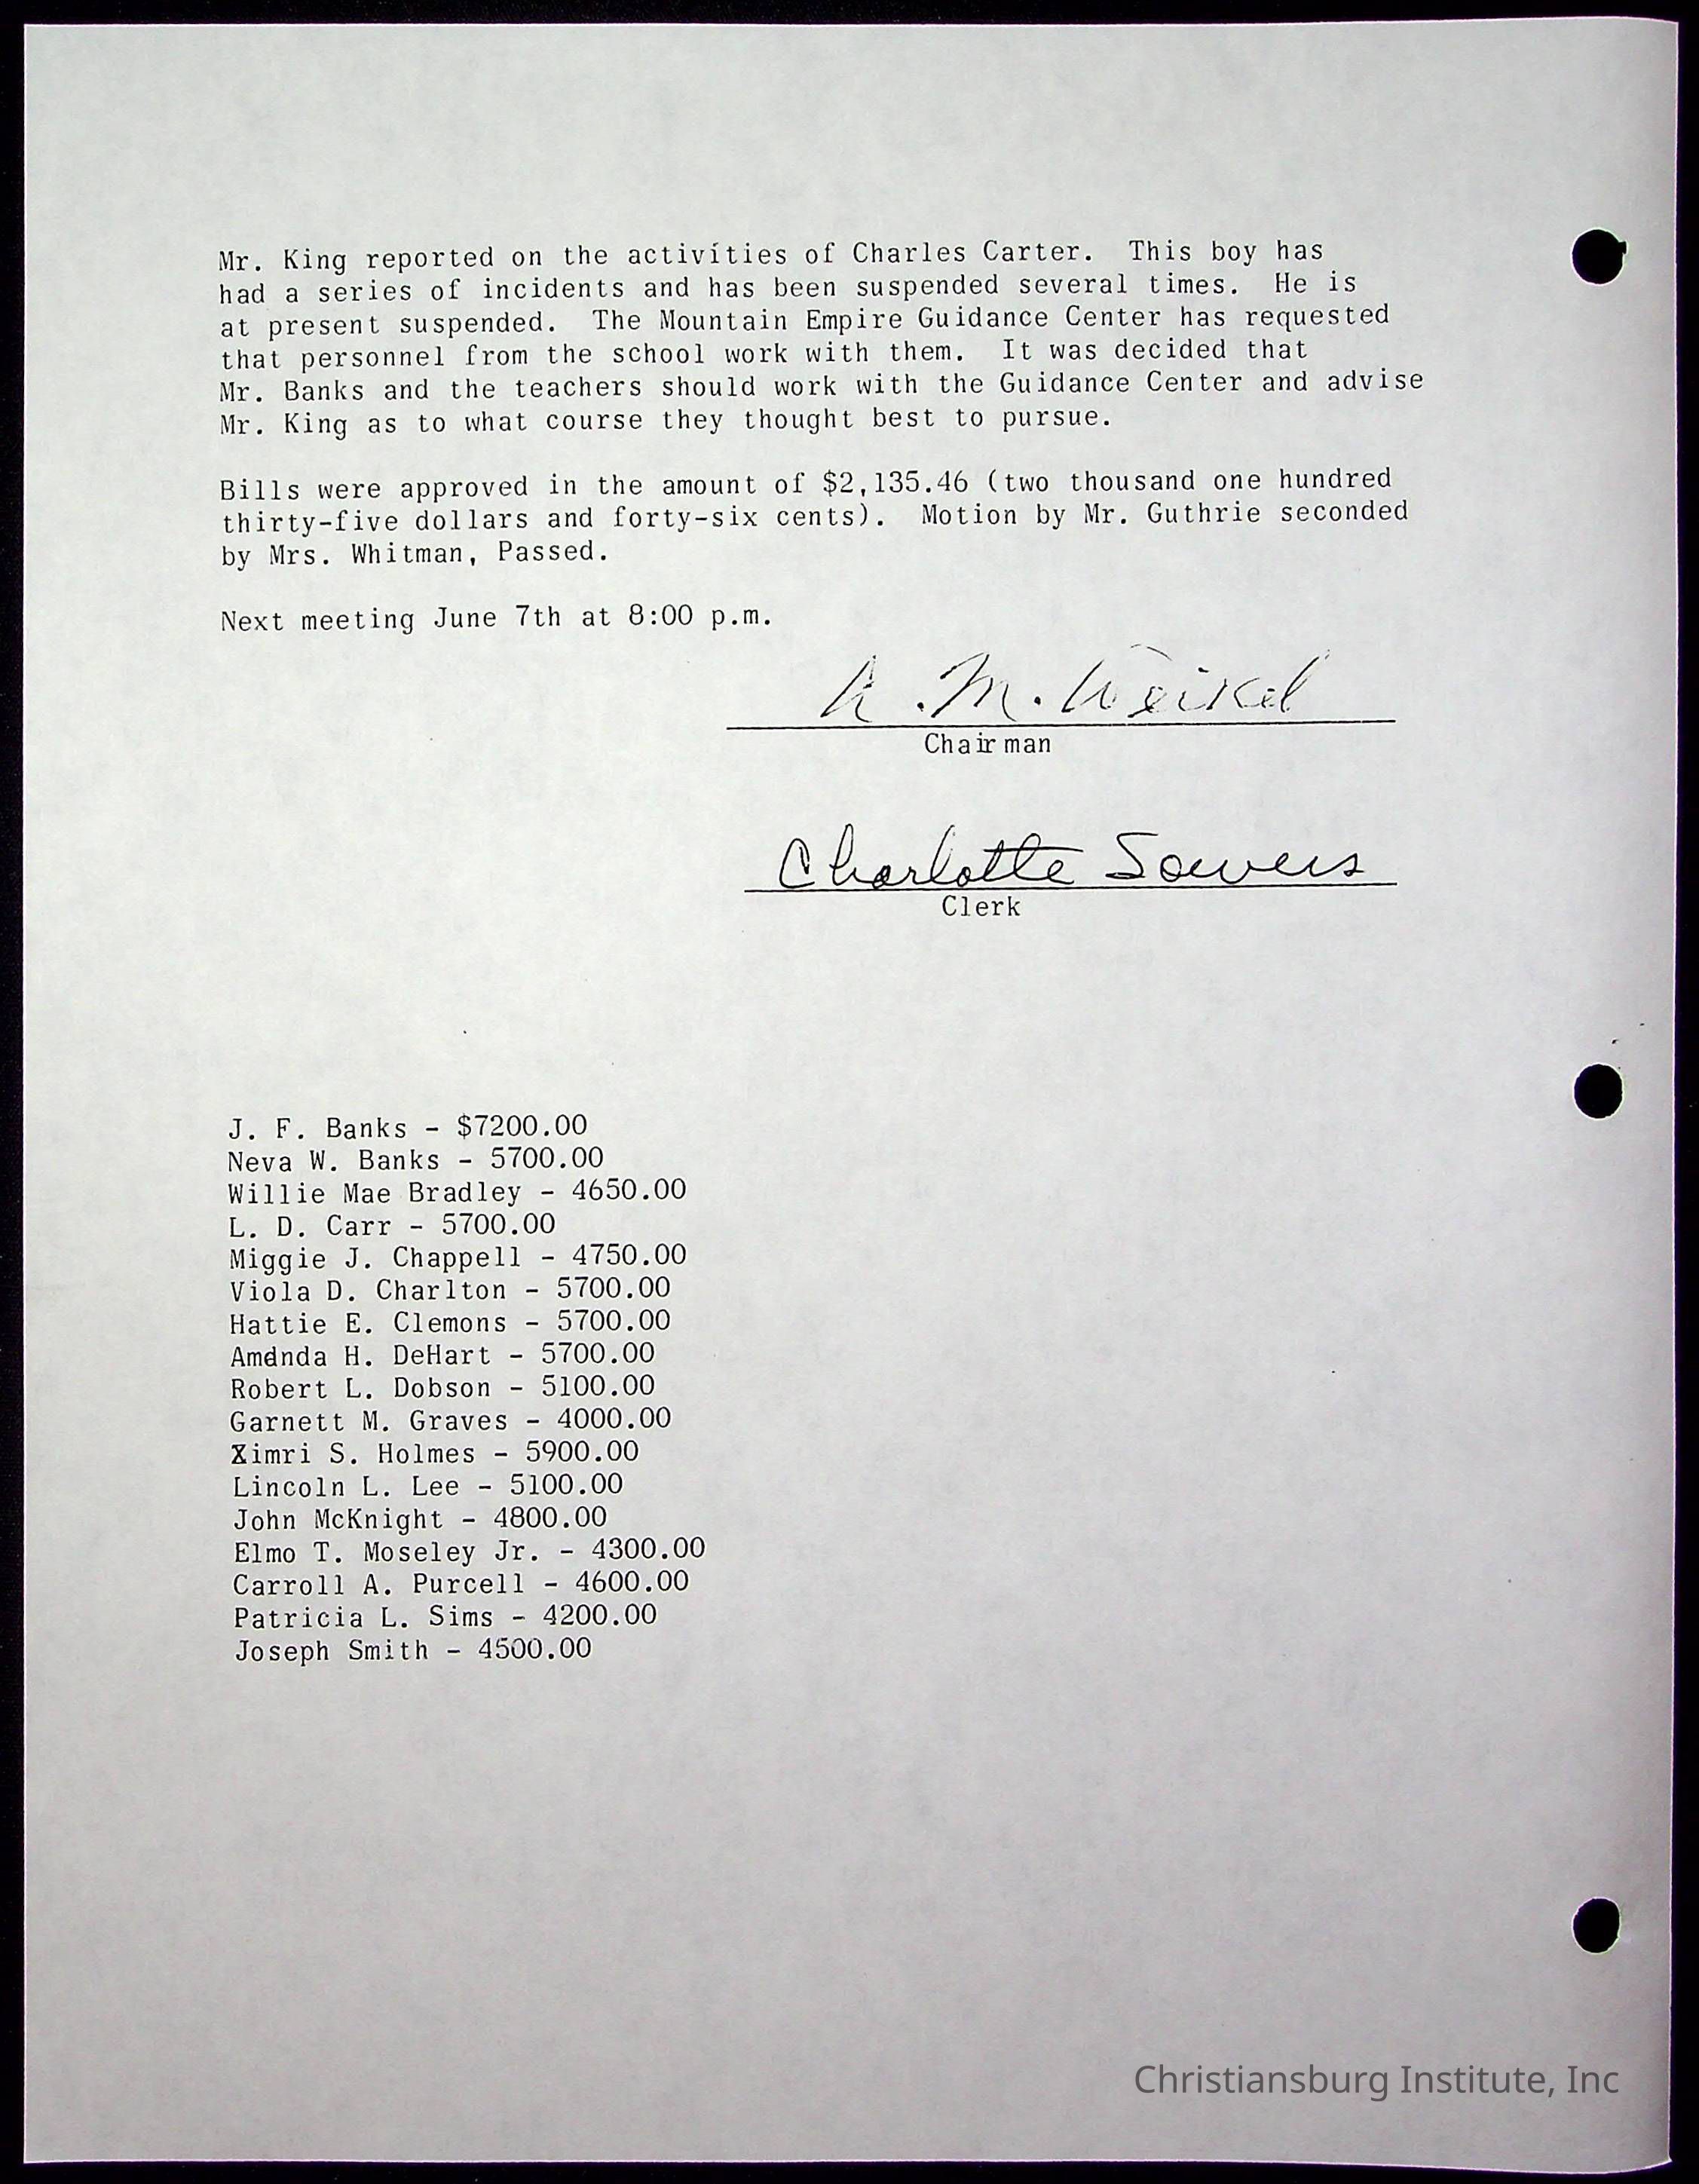 Mr. King reported on the activities of Charles Carter. This boy has
had a series of incidents and has been suspended several times. He is
at present suspended. The Mountain Empire Guidance Center has requested
that personnel from the school work with them. It was decided that
Mr. Banks and the teachers should work with the Guidance Center and advise
Mr. King as to what course they thought best to pursue.
Bills were approved in the amount of $2,135.46 (two thousand one hundred
thirty-five dollars and forty-six cents). Motion by Mr. Guthrie seconded
by Mrs. Whitman, Passed.
Next meeting June 7th at 8:00 p.m.
A. M. Weikel
Chairman
Charlotte Sowers
Clerk
J. F. Banks - $7200.00
Neva W. Banks - 5700.00
Willie Mae Bradley - 4650.00
L. D. Carr - 5700.00
Miggie J. Chappell - 4750.00
Viola D. Charlton - 5700.00
Hattie E. Clemons - 5700.00
Amanda H. DeHart - 5700.00
Robert L. Dobson - 5100.00
Garnett M. Graves - 4000.00
Zimri S. Holmes - 5900.00
Lincoln L. Lee - 5100.00
John McKnight - 4800.00
Elmo T. Moseley Jr. - 4300.00
Carroll A. Purcell - 4600.00
Patricia L. Sims - 4200.00
Joseph Smith - 4500.00
Christiansburg Institute, Inc